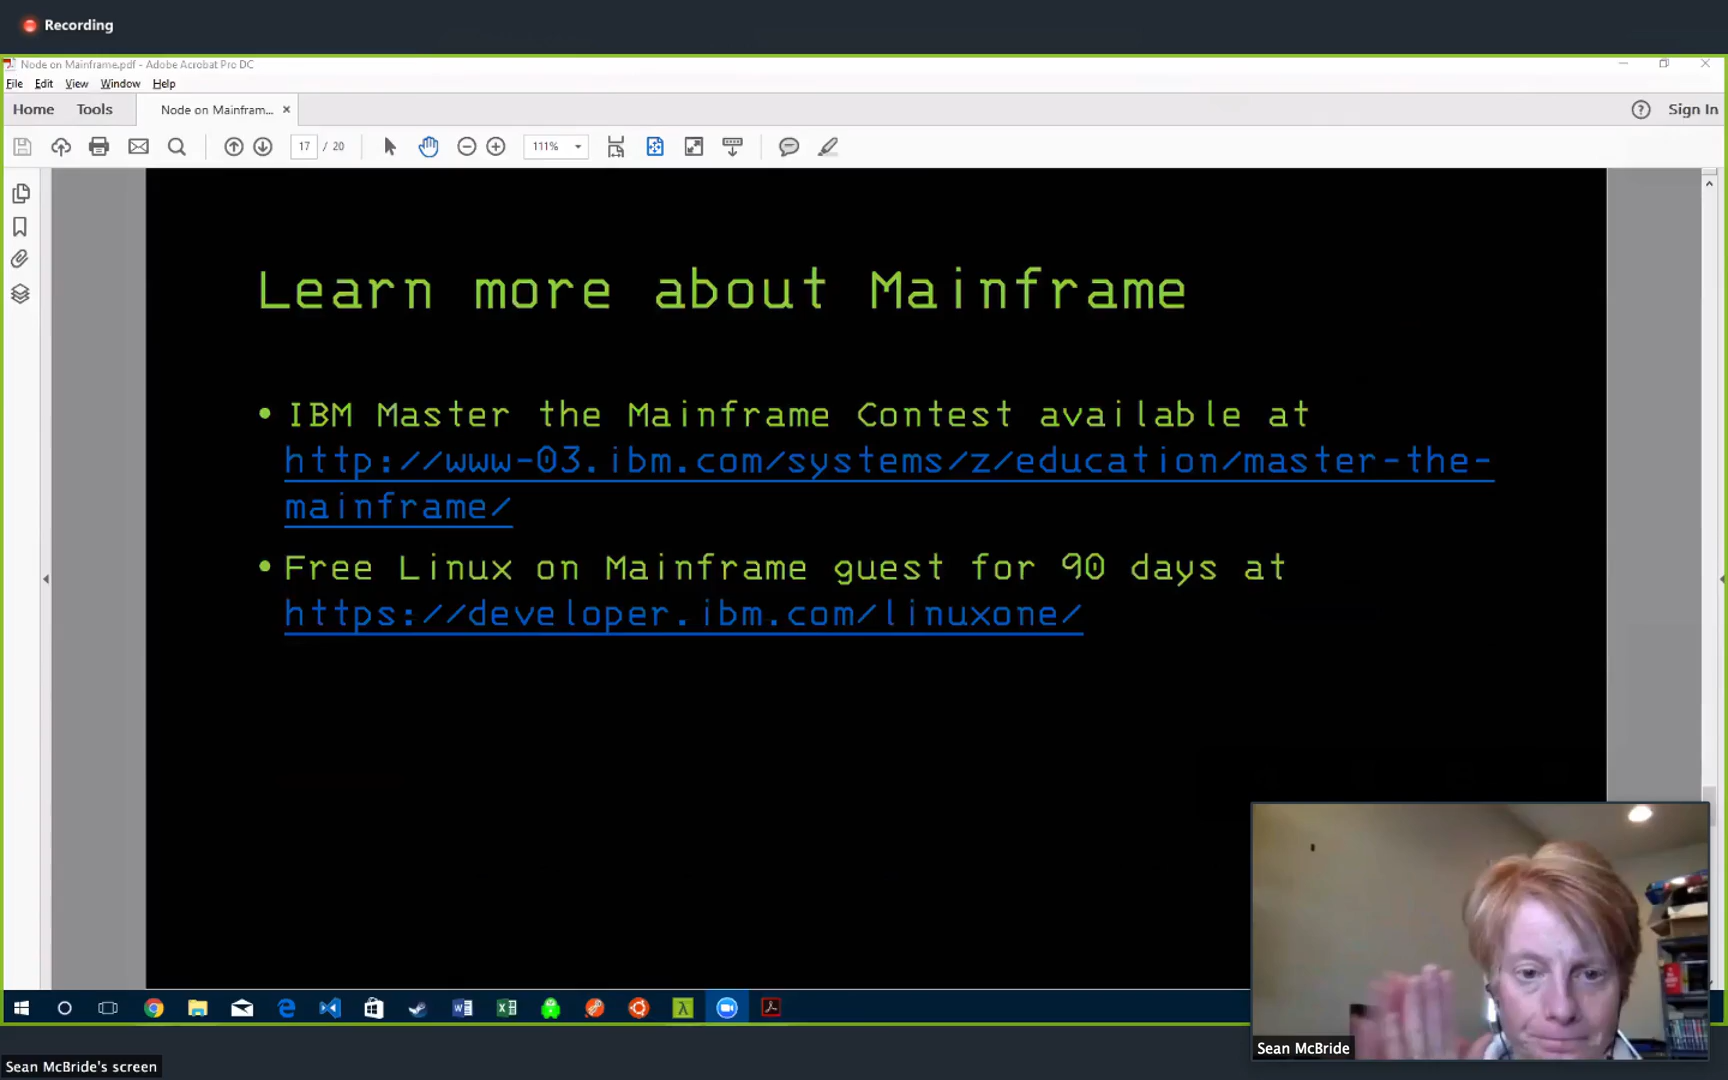 Recording
Node on Mainframe.pdf - Adobe Acrobat Pro DC
File Edit View Window Help
Home Tools Node on Mainfram... × Sign In
17 / 20 111%
Learn more about Mainframe
• IBM Master the Mainframe Contest available at
http://www-03.ibm.com/systems/z/education/master-the-
mainframe/
• Free Linux on Mainframe guest for 90 days at
https://developer.ibm.com/linuxone/
Sean McBride
Sean McBride's screen